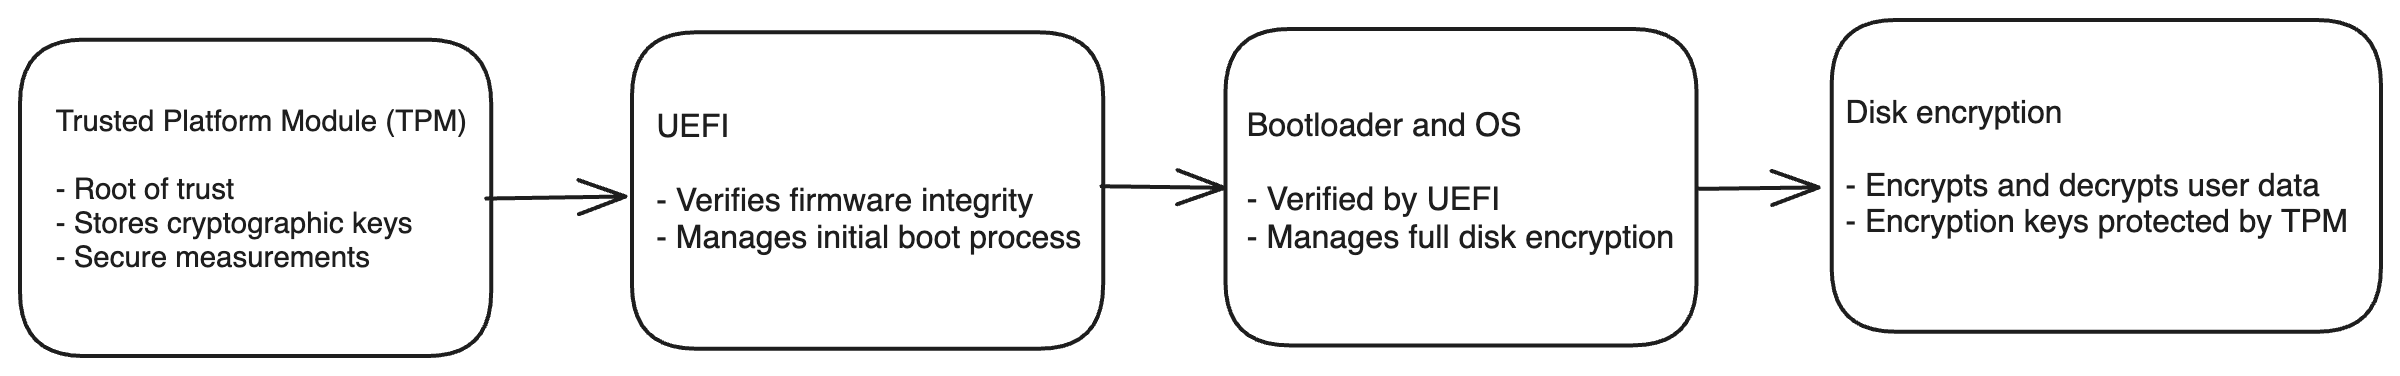 Trusted Platform Module (TPM)
- Root of trust
- Stores cryptographic keys
- Secure measurements
UEFI
- Verifies firmware integrity
- Manages initial boot process
Bootloader and OS
- Verified by UEFI
- Manages full disk encryption
Disk encryption
- Encrypts and decrypts user data
- Encryption keys protected by TPM